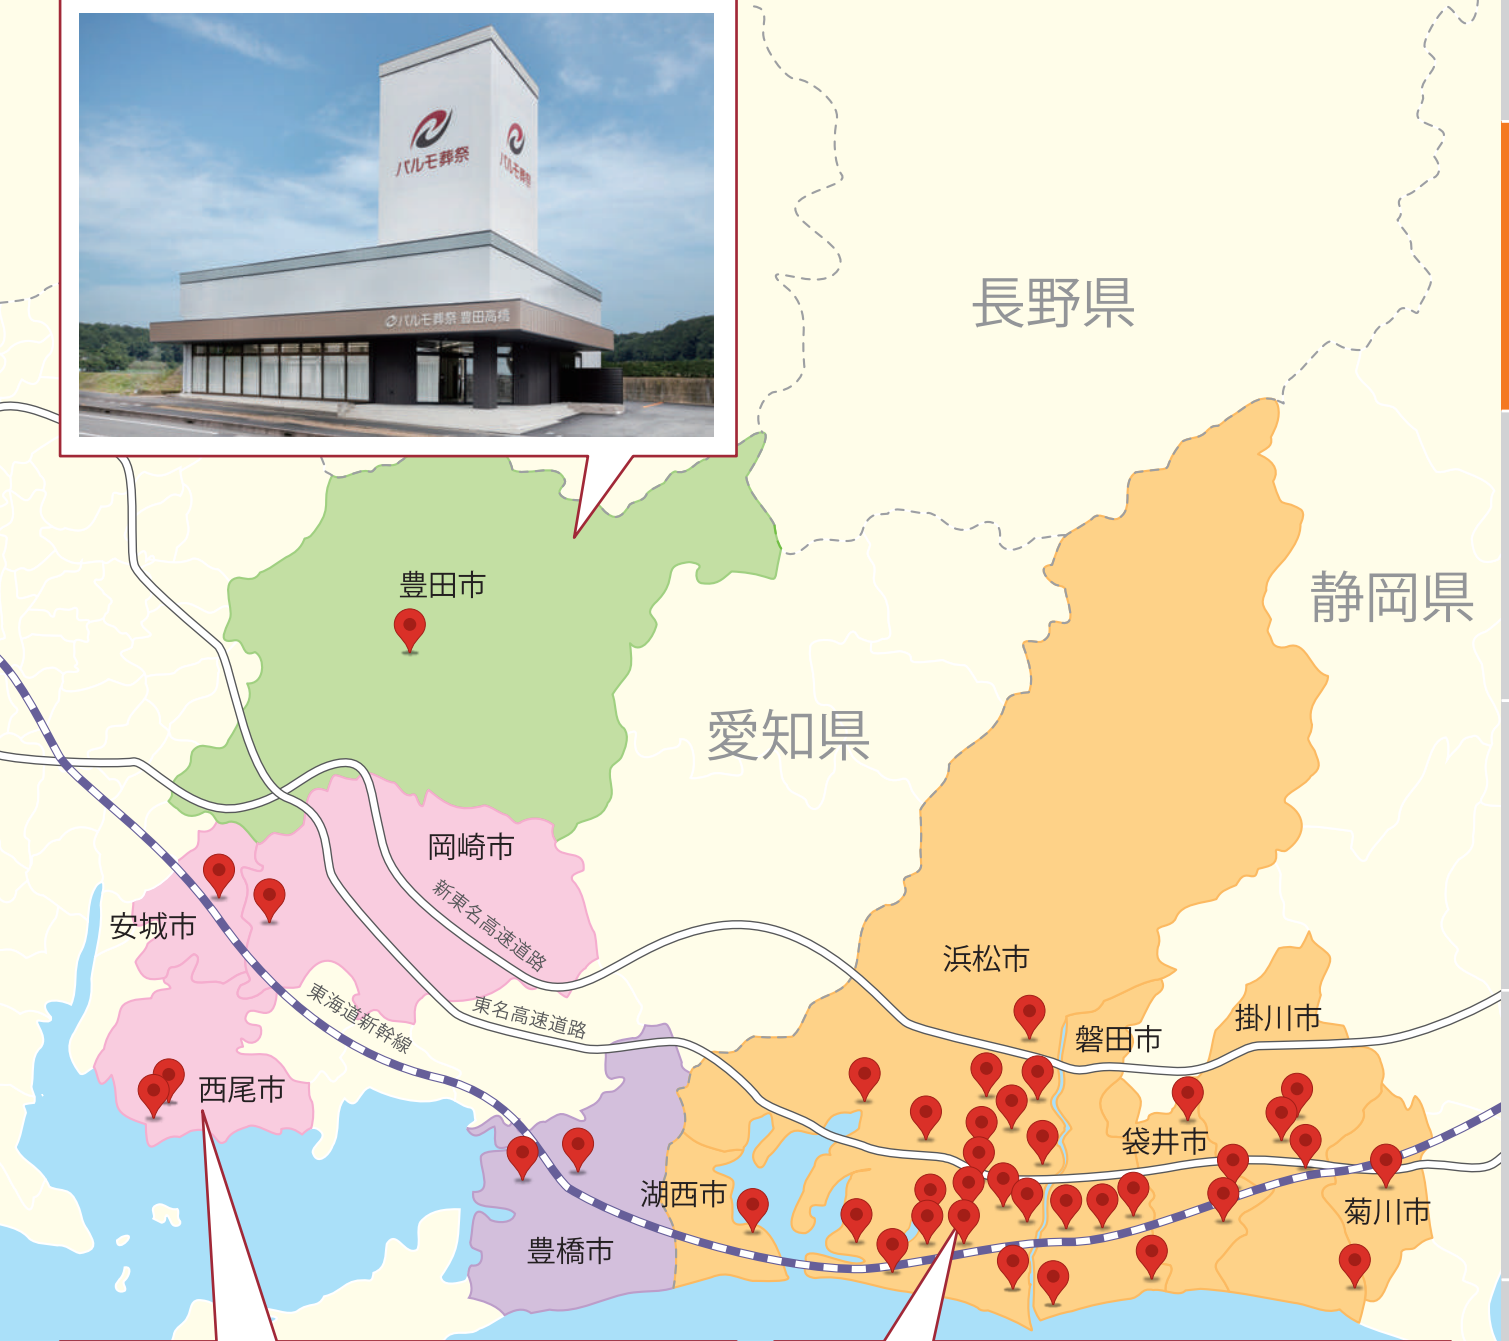 パルモ葬祭
パルモ葬祭
パルモ葬祭 豊田高橋
長野県
静岡県
豊田市
愛知県
岡崎市
新東名高速道路
安城市
浜松市
東海道新幹線
東名高速道路
掛川市
磐田市
西尾市
袋井市
湖西市
菊川市
豊橋市